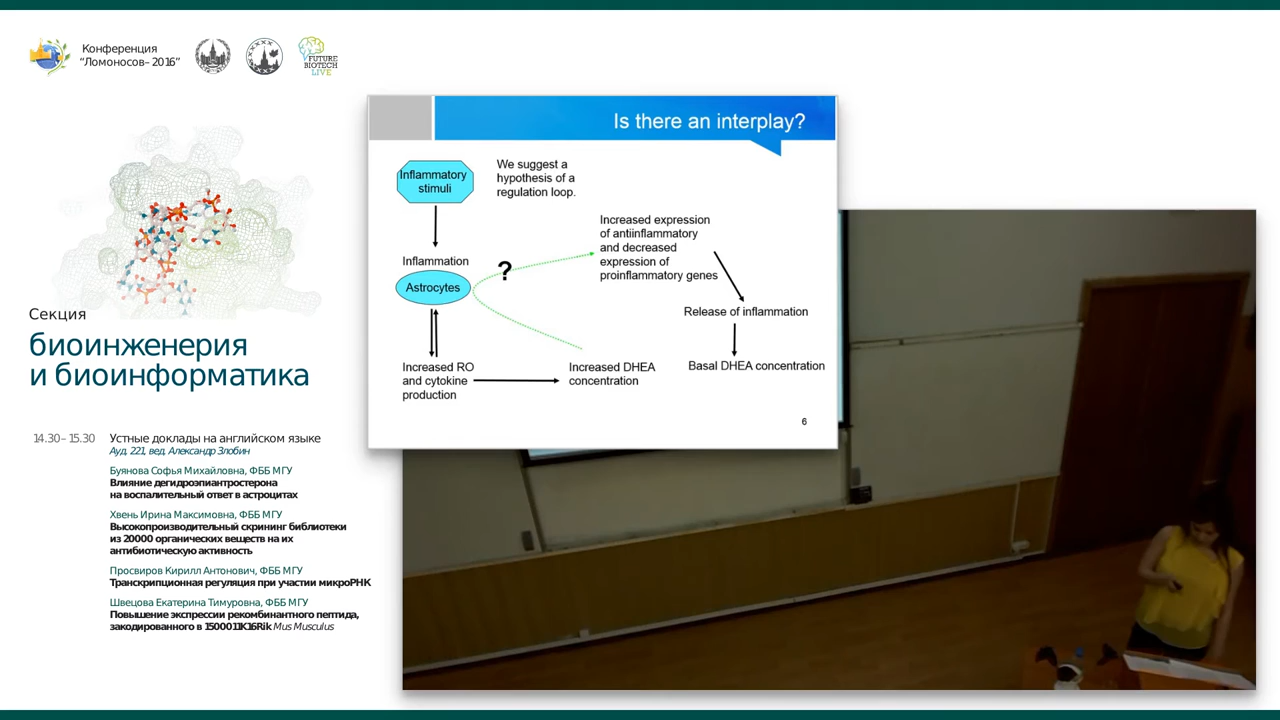 Конференция
“Ломоносов–2016”
FUTURE
BIOTECH
LIVE
Секция
биоинженерия
и биоинформатика
14.30–15.30
Устные доклады на английском языке
Ауд. 221, вед. Александр Злобин
Буянова Софья Михайловна, ФББ МГУ
Влияние дегидроэпиантростерона
на воспалительный ответ в астроцитах
Хвень Ирина Максимовна, ФББ МГУ
Высокопроизводительный скрининг библиотеки
из 20000 органических веществ на их
антибиотическую активность
Просвиров Кирилл Антонович, ФББ МГУ
Транскрипционная регуляция при участии микроРНК
Швецова Екатерина Тимуровна, ФББ МГУ
Повышение экспрессии рекомбинантного пептида,
закодированного в 1500011K16Rik Mus Musculus
Is there an interplay?
Inflammatory
stimuli
We suggest a
hypothesis of a
regulation loop.
Inflammation
Astrocytes
?
Increased expression
of antiinflammatory
and decreased
expression of
proinflammatory genes
Release of inflammation
Basal DHEA concentration
Increased RO
and cytokine
production
Increased DHEA
concentration
6